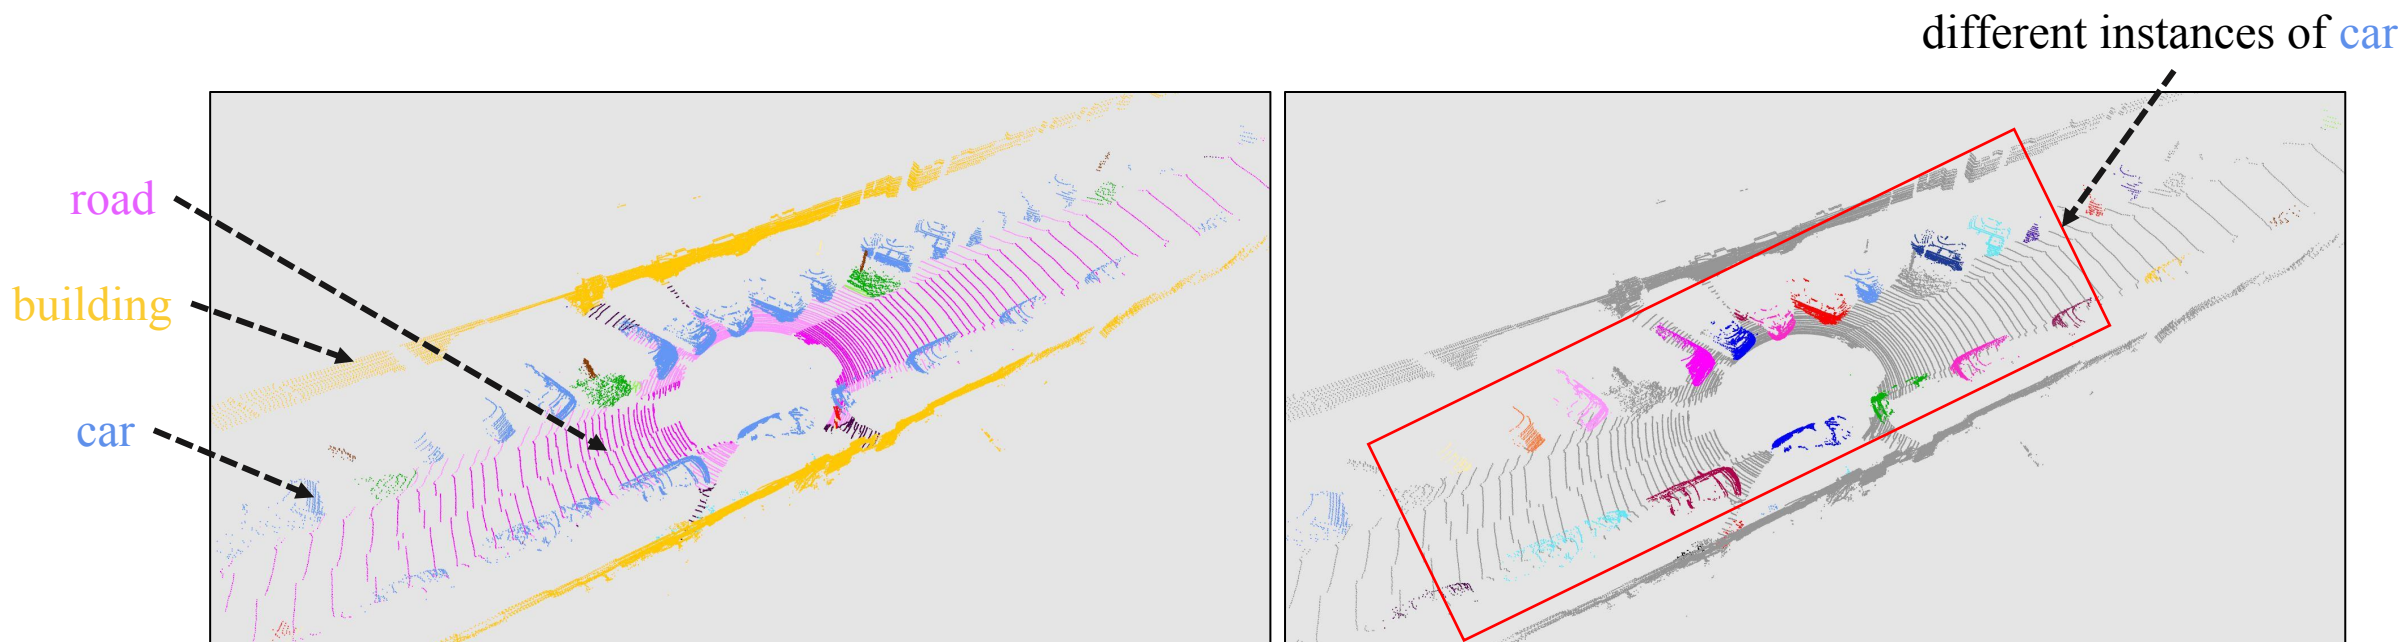 different instances of car
road
building
car